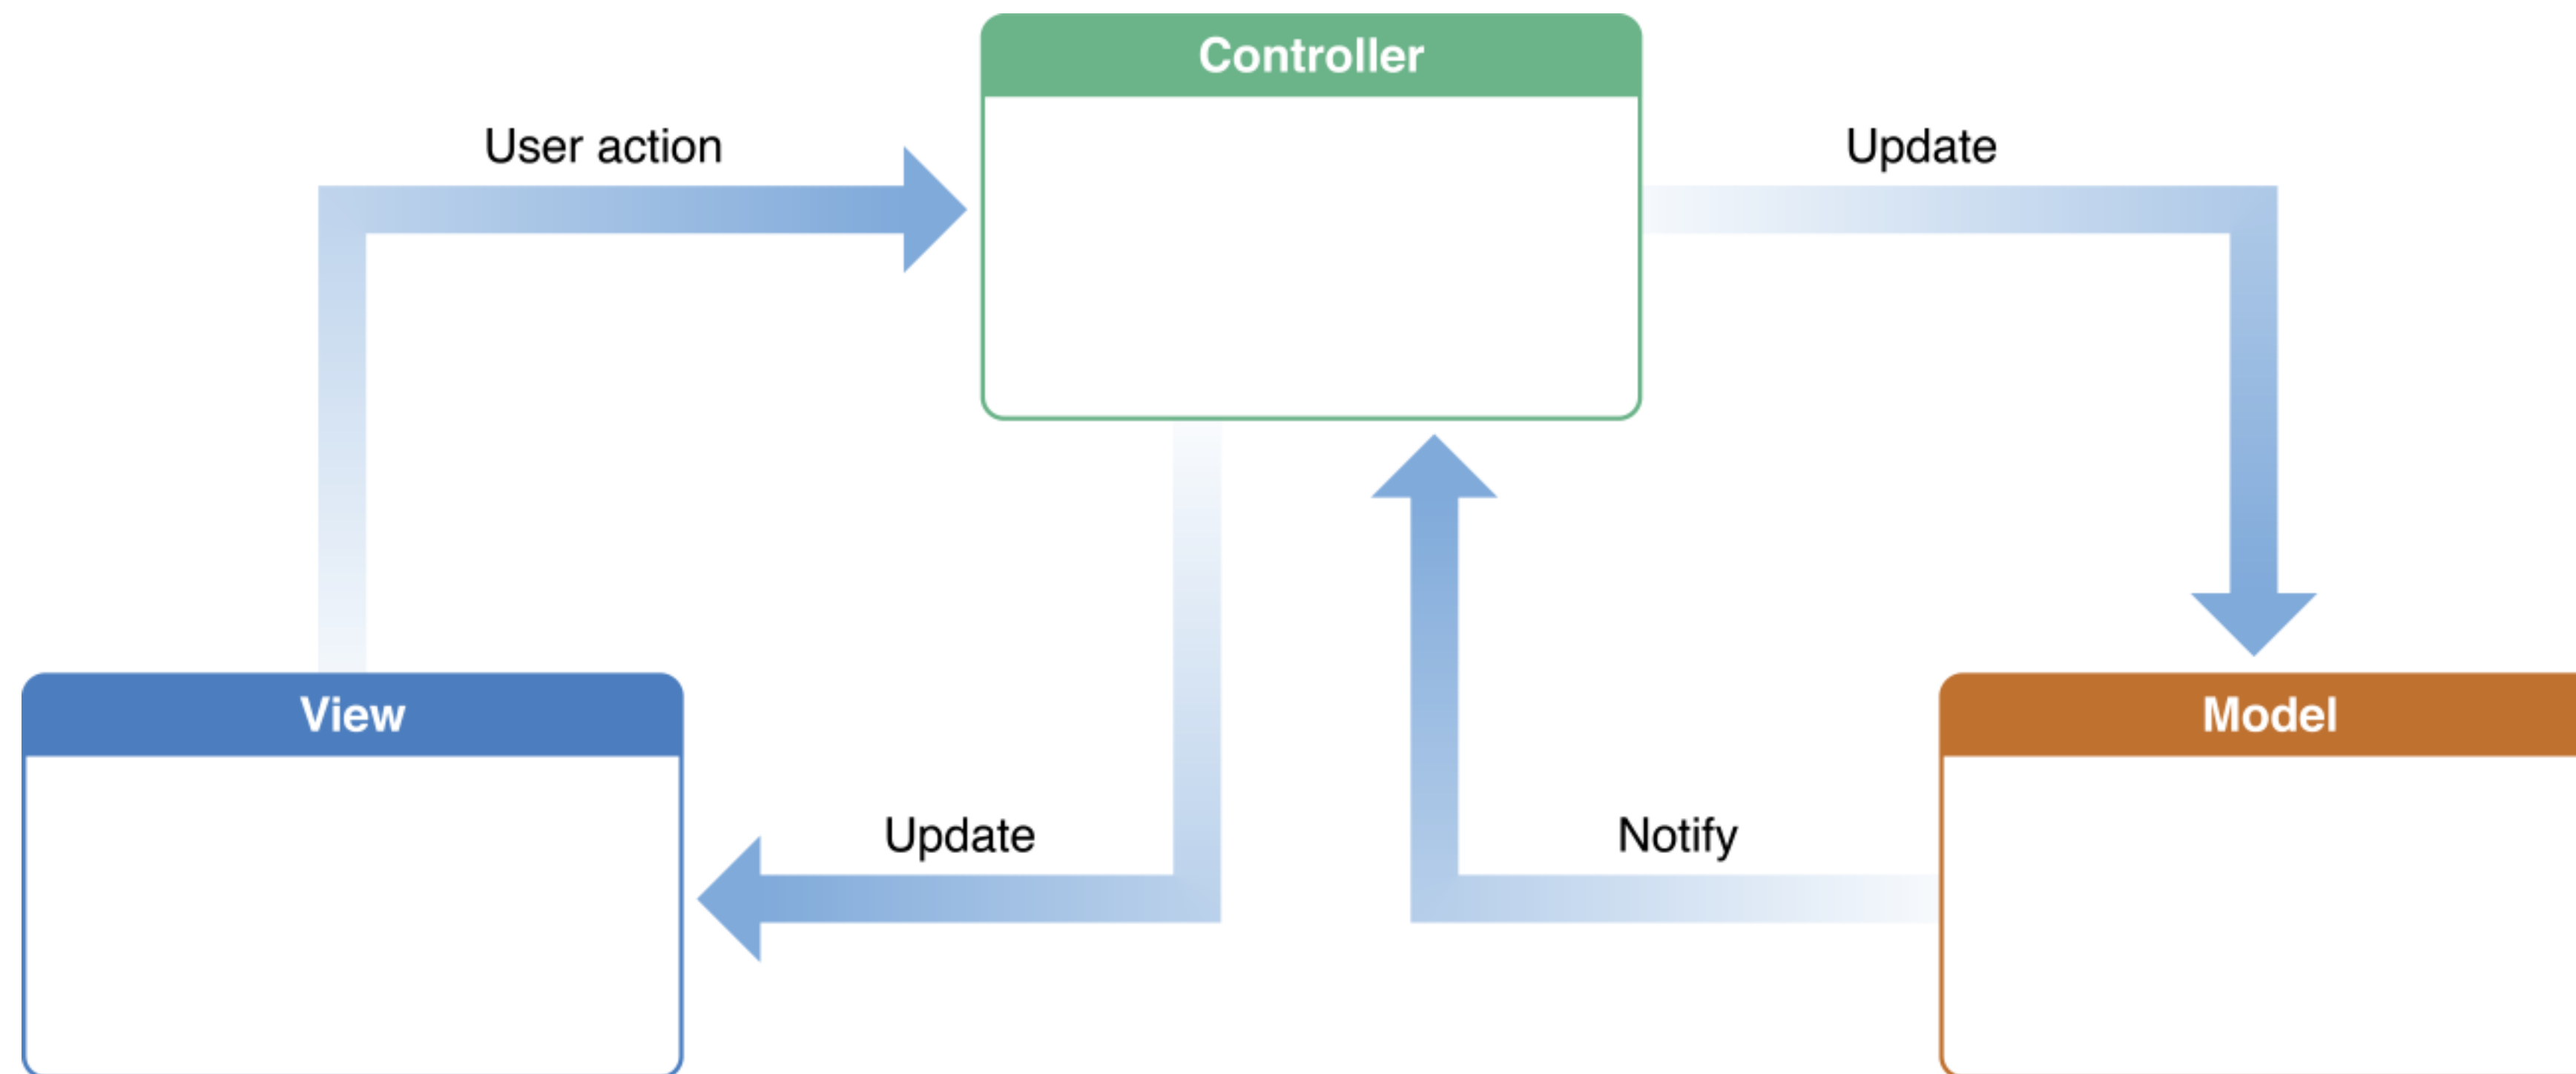 Controller
User action
Update
View
Model
Update
Notify